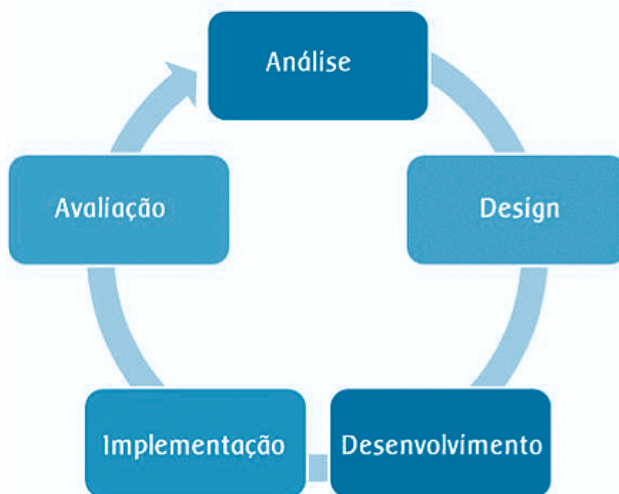 Análise
Design
Desenvolvimento
Implementação
Avaliação